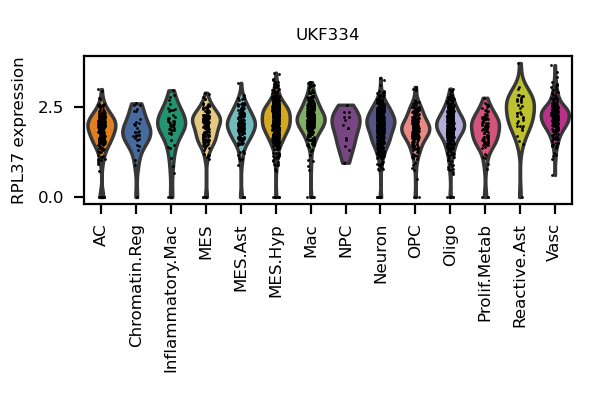 UKF334
RPL37 expression
2.5
0.0
AC
Chromatin.Reg
Inflammatory.Mac
MES
MES.Ast
MES.Hyp
Mac
NPC
Neuron
OPC
Oligo
Prolif.Metab
Reactive.Ast
Vasc